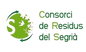 Consorci
de Residus
del Segrià